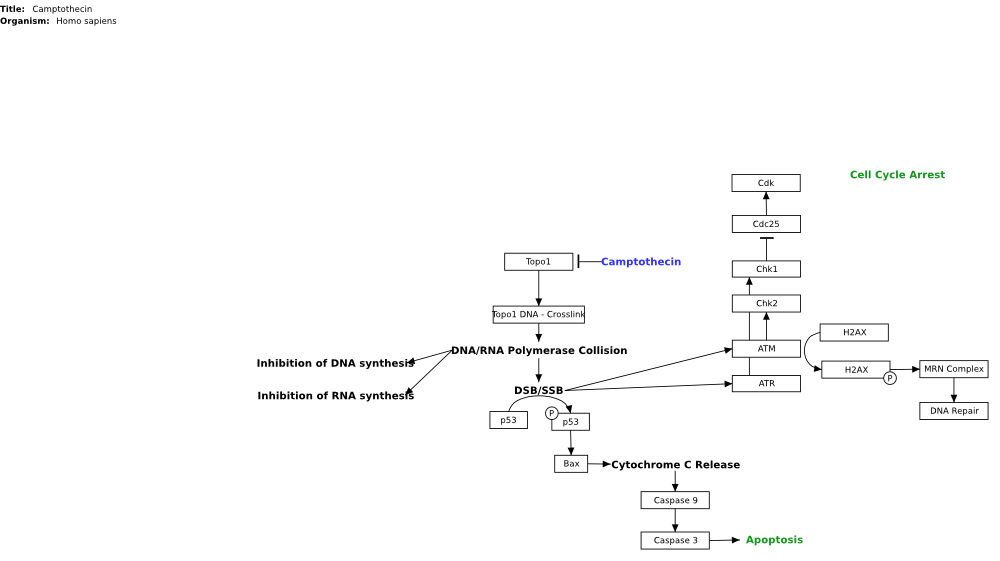 Title: Camptothecin
Organism: Homo sapiens
Cell Cycle Arrest
Cdk
Cdc25
Topo1
Camptothecin
Chk1
Chk2
Topo1 DNA - Crosslink
H2AX
DNA/RNA Polymerase Collision
ATM
Inhibition of DNA synthesis
H2AX
P
MRN Complex
ATR
DSB/SSB
Inhibition of RNA synthesis
DNA Repair
p53
P
p53
Bax
Cytochrome C Release
Caspase 9
Caspase 3
Apoptosis